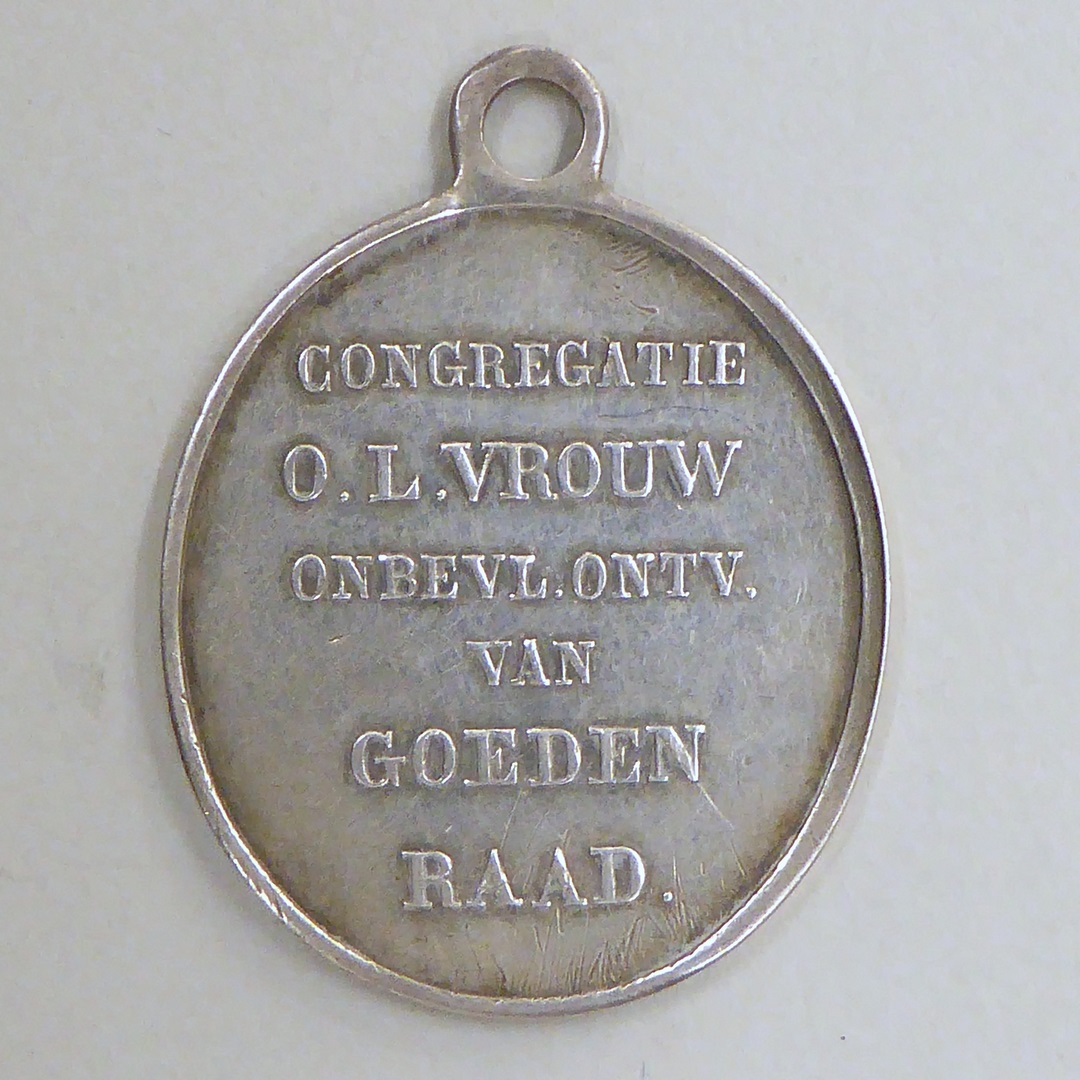 CONGREGATIE
O.L.VROUW
ONBEVL.ONTV.
VAN
GOEDEN
RAAD.